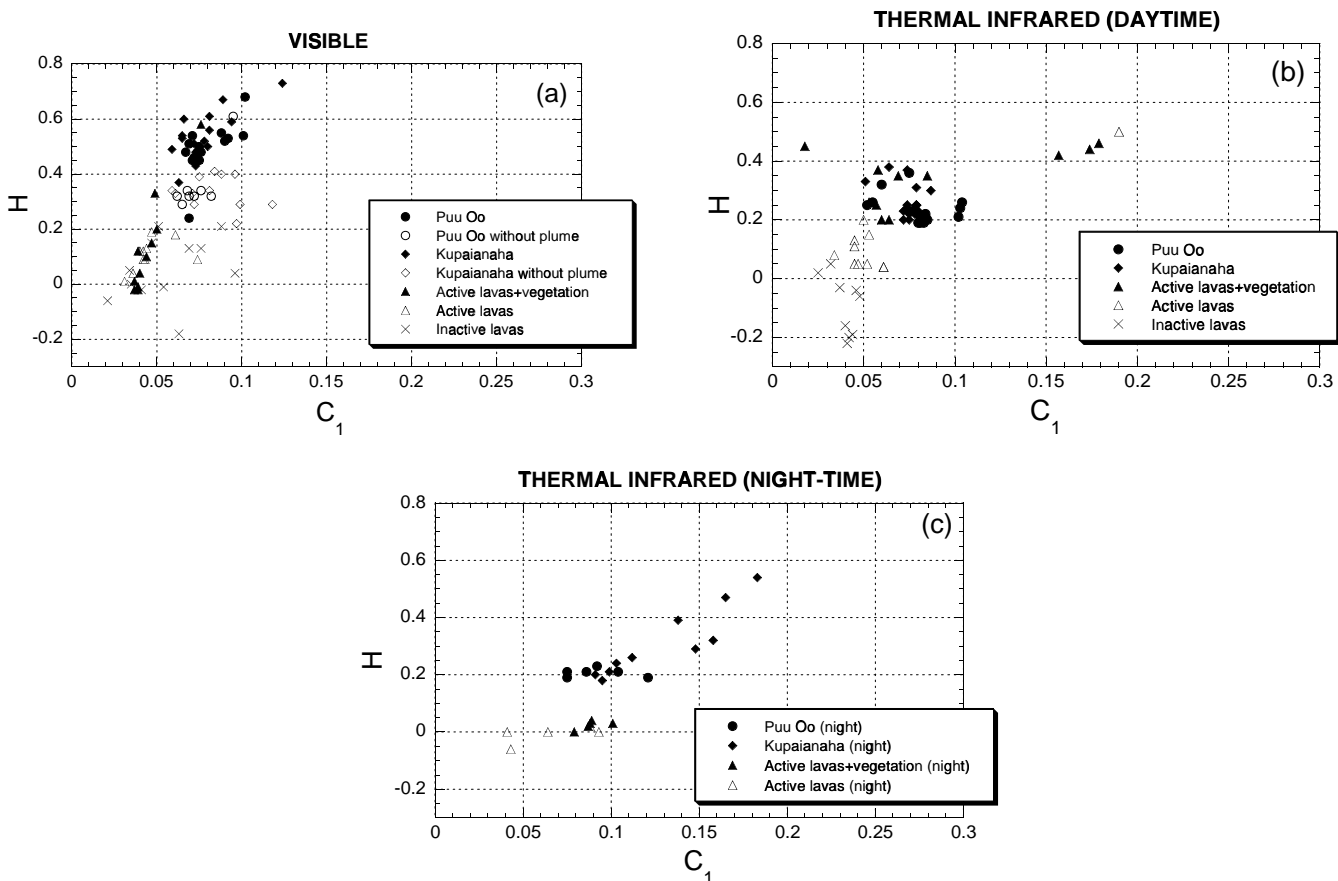 VISIBLE
(a)
0.8
0.6
0.4
0.2
0
-0.2
H
0 0.05 0.1 0.15 0.2 0.25 0.3
C1
Puu Oo
Puu Oo without plume
Kupaianaha
Kupaianaha without plume
Active lavas+vegetation
Active lavas
Inactive lavas
THERMAL INFRARED (DAYTIME)
(b)
0.8
0.6
0.4
0.2
0
-0.2
H
0 0.05 0.1 0.15 0.2 0.25 0.3
C1
Puu Oo
Kupaianaha
Active lavas+vegetation
Active lavas
Inactive lavas
THERMAL INFRARED (NIGHT-TIME)
(c)
0.8
0.6
0.4
0.2
0
-0.2
H
0 0.05 0.1 0.15 0.2 0.25 0.3
C1
Puu Oo (night)
Kupaianaha (night)
Active lavas+vegetation (night)
Active lavas (night)